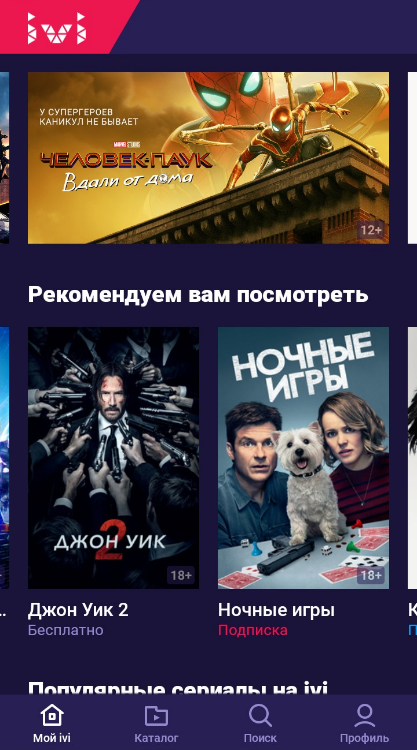 ivi
У СУПЕРГЕРОЕВ
КАНИКУЛ НЕ БЫВАЕТ
MARVEL STUDIOS
ЧЕЛОВЕК-ПАУК
Вдали от дома
12+
Рекомендуем вам посмотреть
2
ДЖОН УИК
18+
НОЧНЫЕ
ИГРЫ
18+
Джон Уик 2
Ночные игры
Бесплатно
Подписка
Популярные сериалы на ivi
Мой ivi
Каталог
Поиск
Профиль